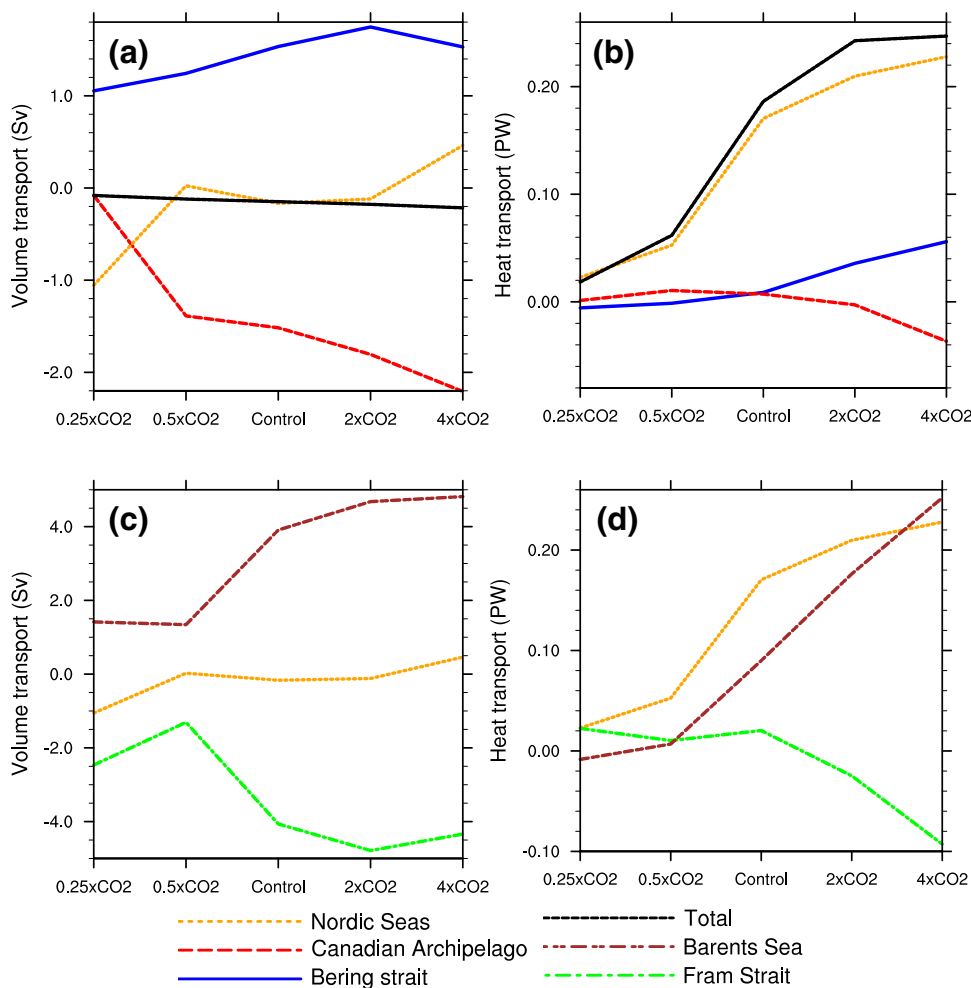 (a)
Volume transport (Sv)
1.0
0.0
-1.0
-2.0
0.25xCO2 0.5xCO2 Control 2xCO2 4xCO2
(b)
Heat transport (PW)
0.20
0.10
0.00
0.25xCO2 0.5xCO2 Control 2xCO2 4xCO2
(c)
Volume transport (Sv)
4.0
2.0
0.0
-2.0
-4.0
0.25xCO2 0.5xCO2 Control 2xCO2 4xCO2
(d)
Heat transport (PW)
0.20
0.10
0.00
-0.10
0.25xCO2 0.5xCO2 Control 2xCO2 4xCO2
Nordic Seas
Canadian Archipelago
Bering strait
Total
Barents Sea
Fram Strait